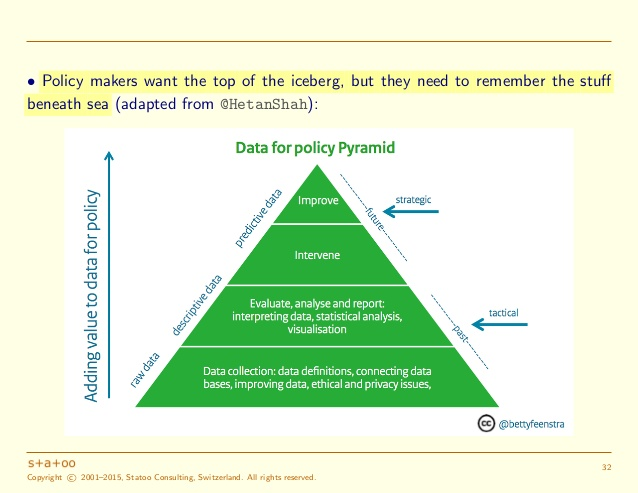 • Policy makers want the top of the iceberg, but they need to remember the stuff
beneath sea (adapted from @HetanShah):
Data for policy Pyramid
Adding value to data for policy
predictive data
descriptive data
raw data
Improve
Intervene
Evaluate, analyse and report:
interpreting data, statistical analysis,
visualisation
Data collection: data definitions, connecting data
bases, improving data, ethical and privacy issues,
future
strategic
past
tactical
cc @bettyfeenstra
s+a+oo
32
Copyright © 2001–2015, Statoo Consulting, Switzerland. All rights reserved.